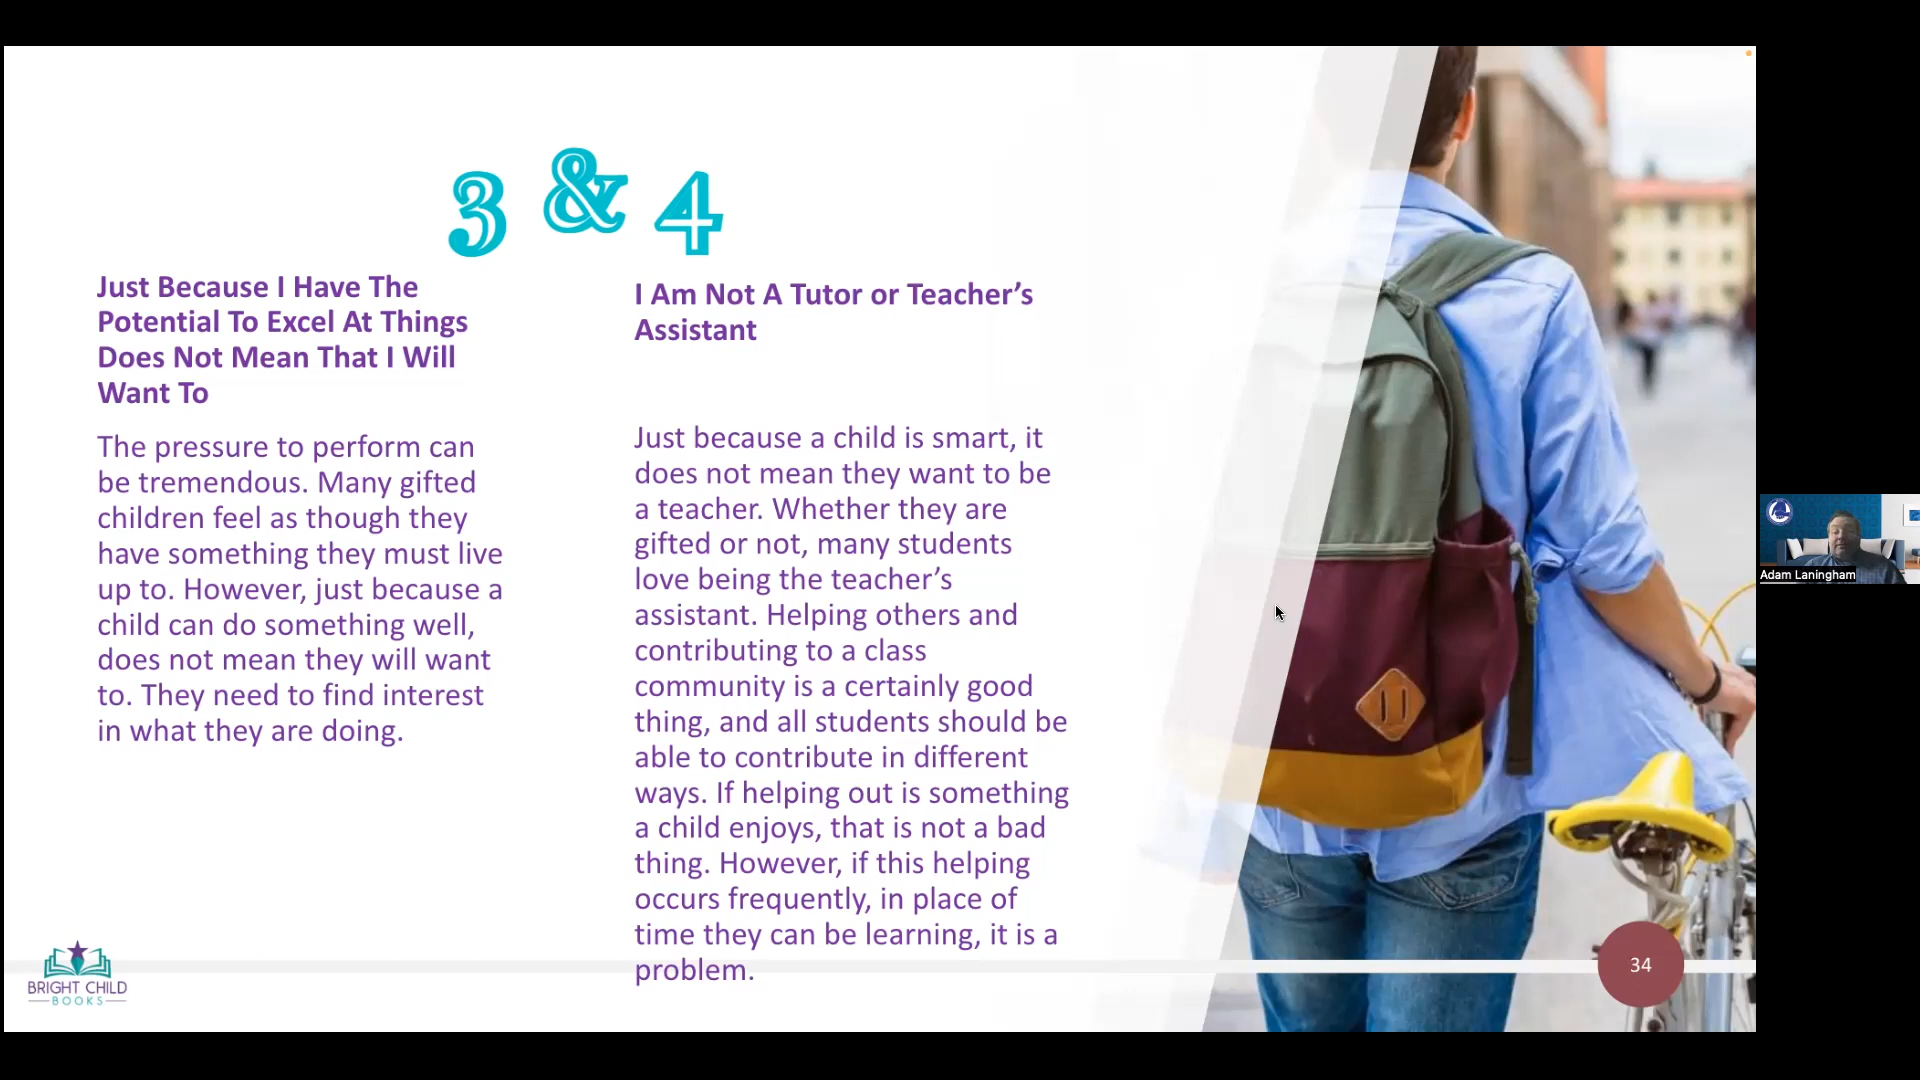 3 & 4
Just Because I Have The
Potential To Excel At Things
Does Not Mean That I Will
Want To
The pressure to perform can
be tremendous. Many gifted
children feel as though they
have something they must live
up to. However, just because a
child can do something well,
does not mean they will want
to. They need to find interest
in what they are doing.
I Am Not A Tutor or Teacher’s
Assistant
Just because a child is smart, it
does not mean they want to be
a teacher. Whether they are
gifted or not, many students
love being the teacher’s
assistant. Helping others and
contributing to a class
community is a certainly good
thing, and all students should be
able to contribute in different
ways. If helping out is something
a child enjoys, that is not a bad
thing. However, if this helping
occurs frequently, in place of
time they can be learning, it is a
problem.
BRIGHT CHILD
BOOKS
34
Adam Laningham